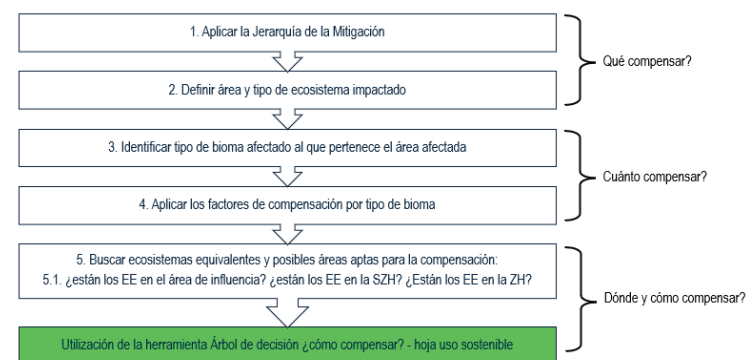 1. Aplicar la Jerarquía de la Mitigación
2. Definir área y tipo de ecosistema impactado
Qué compensar?
3. Identificar tipo de bioma afectado al que pertenece el área afectada
4. Aplicar los factores de compensación por tipo de bioma
Cuánto compensar?
5. Buscar ecosistemas equivalentes y posibles áreas aptas para la compensación:
5.1. ¿están los EE en el área de influencia? ¿están los EE en la SZH? ¿Están los EE en la ZH?
Utilización de la herramienta Árbol de decisión ¿cómo compensar? - hoja uso sostenible
Dónde y cómo compensar?